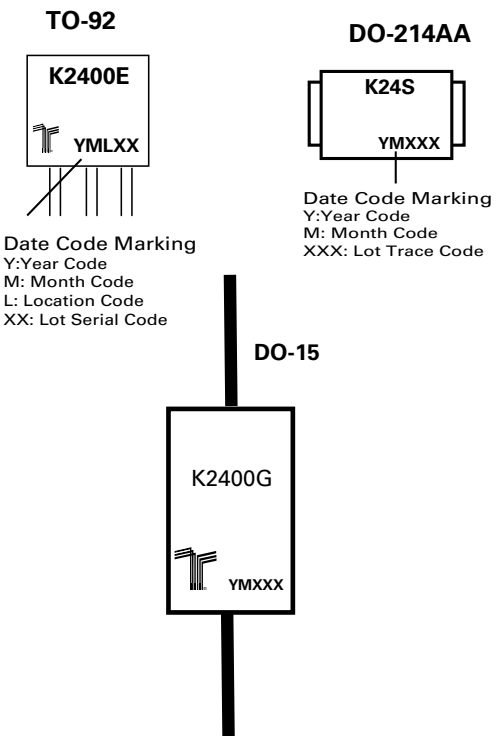 TO-92
K2400E
YMLXX
Date Code Marking
Y:Year Code
M: Month Code
L: Location Code
XX: Lot Serial Code
DO-214AA
K24S
YMXXX
Date Code Marking
Y:Year Code
M: Month Code
XXX: Lot Trace Code
DO-15
K2400G
YMXXX